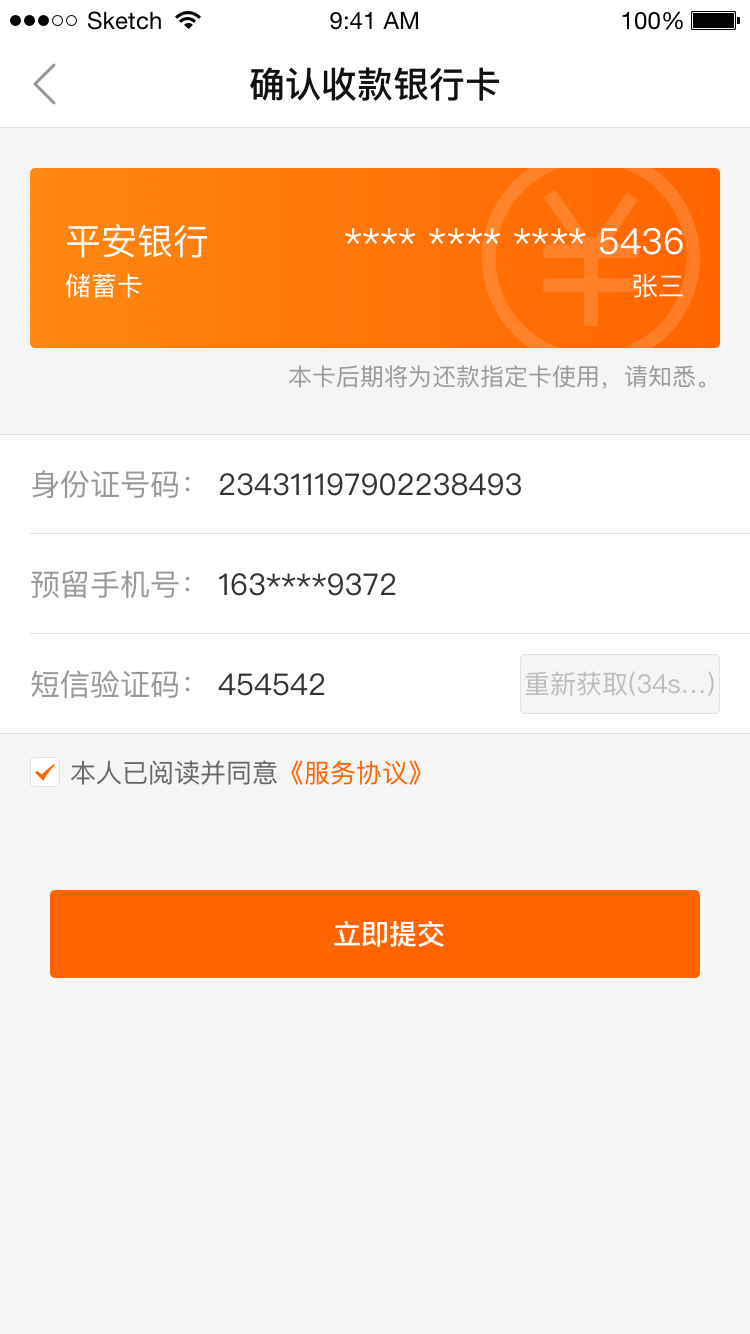 Sketch 9:41 AM 100%
确认收款银行卡
平安银行 **** **** **** 5436
储蓄卡 张三
本卡后期将为还款指定卡使用，请知悉。
身份证号码： 234311197902238493
预留手机号： 163****9372
短信验证码： 454542 重新获取(34s...)
本人已阅读并同意《服务协议》
立即提交